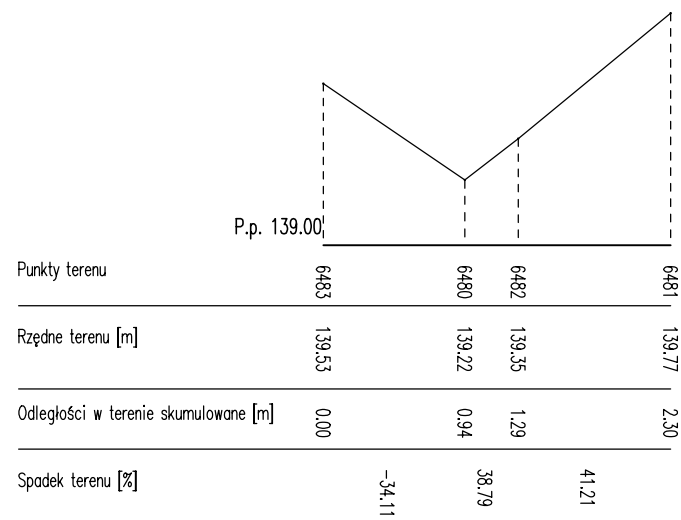 P.p. 139.00
Punkty terenu 6483 6480 6482 6481
Rzędne terenu [m] 139.53 139.22 139.35 139.77
Odległości w terenie skumulowane [m] 0.00 0.94 1.29 2.30
Spadek terenu [%] -34.11 38.79 41.21